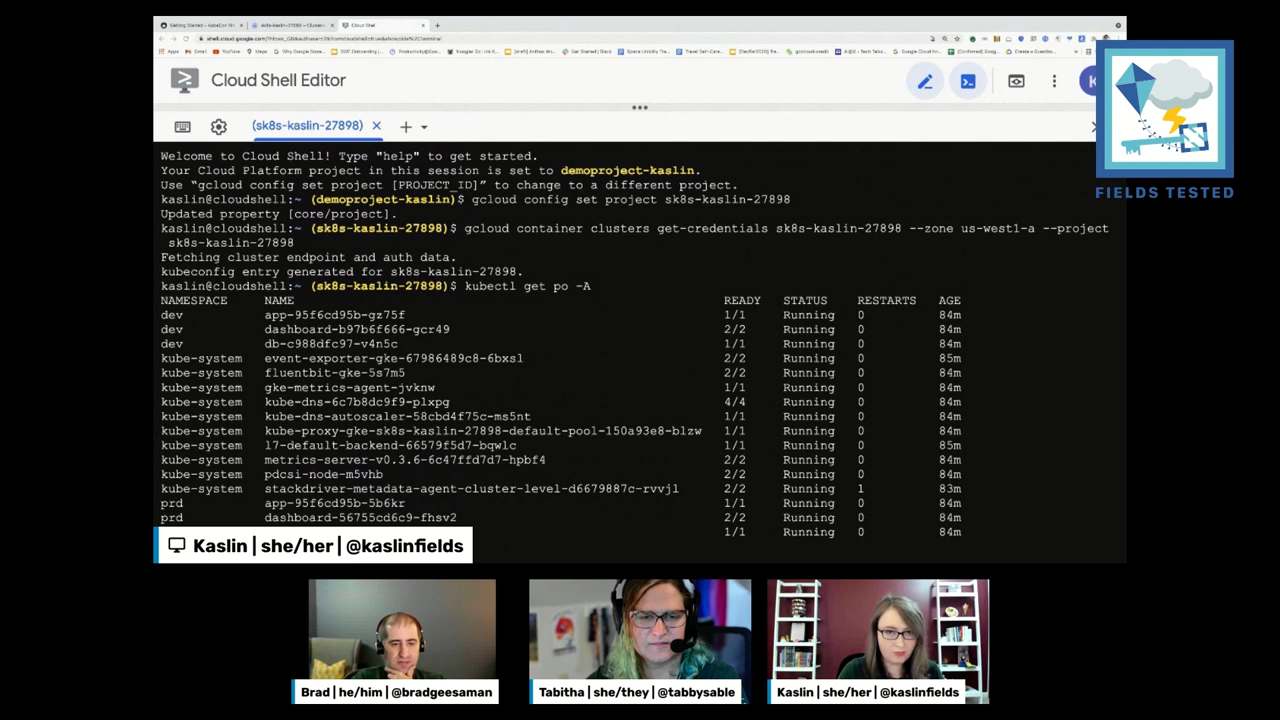 Getting Started – KubeCon
sk8s-kaslin-27898 – Clusters
Cloud Shell
Apps
Gmail
YouTube
Maps
Cloud Shell Editor
(sk8s-kaslin-27898)
Welcome to Cloud Shell! Type "help" to get started.
Your Cloud Platform project in this session is set to demoproject-kaslin.
Use “gcloud config set project [PROJECT_ID]” to change to a different project.
kaslin@cloudshell:~ (demoproject-kaslin)$ gcloud config set project sk8s-kaslin-27898
Updated property [core/project].
kaslin@cloudshell:~ (sk8s-kaslin-27898)$ gcloud container clusters get-credentials sk8s-kaslin-27898 --zone us-west1-a --project
sk8s-kaslin-27898
Fetching cluster endpoint and auth data.
kubeconfig entry generated for sk8s-kaslin-27898.
kaslin@cloudshell:~ (sk8s-kaslin-27898)$ kubectl get po -A
NAMESPACE NAME READY STATUS RESTARTS AGE
dev app-95f6cd95b-gz75f 1/1 Running 0 84m
dev dashboard-b97b6f666-gcr49 2/2 Running 0 84m
dev db-c988dfc97-v4n5c 1/1 Running 0 84m
kube-system event-exporter-gke-67986489c8-6bxsl 2/2 Running 0 85m
kube-system fluentbit-gke-5s7m5 2/2 Running 0 84m
kube-system gke-metrics-agent-jvknw 1/1 Running 0 84m
kube-system kube-dns-6c7b8dc9f9-plxpg 4/4 Running 0 84m
kube-system kube-dns-autoscaler-58cbd4f75c-ms5nt 1/1 Running 0 84m
kube-system kube-proxy-gke-sk8s-kaslin-27898-default-pool-150a93e8-blzw 1/1 Running 0 84m
kube-system l7-default-backend-66579f5d7-bqwlc 1/1 Running 0 85m
kube-system metrics-server-v0.3.6-6c47ffd7d7-hpbf4 2/2 Running 0 84m
kube-system pdcsi-node-m5vhb 2/2 Running 0 84m
kube-system stackdriver-metadata-agent-cluster-level-d6679887c-rvvjl 2/2 Running 1 83m
prd app-95f6cd95b-5b6kr 1/1 Running 0 84m
prd dashboard-56755cd6c9-fhsv2 2/2 Running 0 84m
1/1 Running 0 84m
K
FIELDS TESTED
Kaslin | she/her | @kaslinfields
Brad | he/him | @bradgeesaman
Tabitha | she/they | @tabbysable
Kaslin | she/her | @kaslinfields